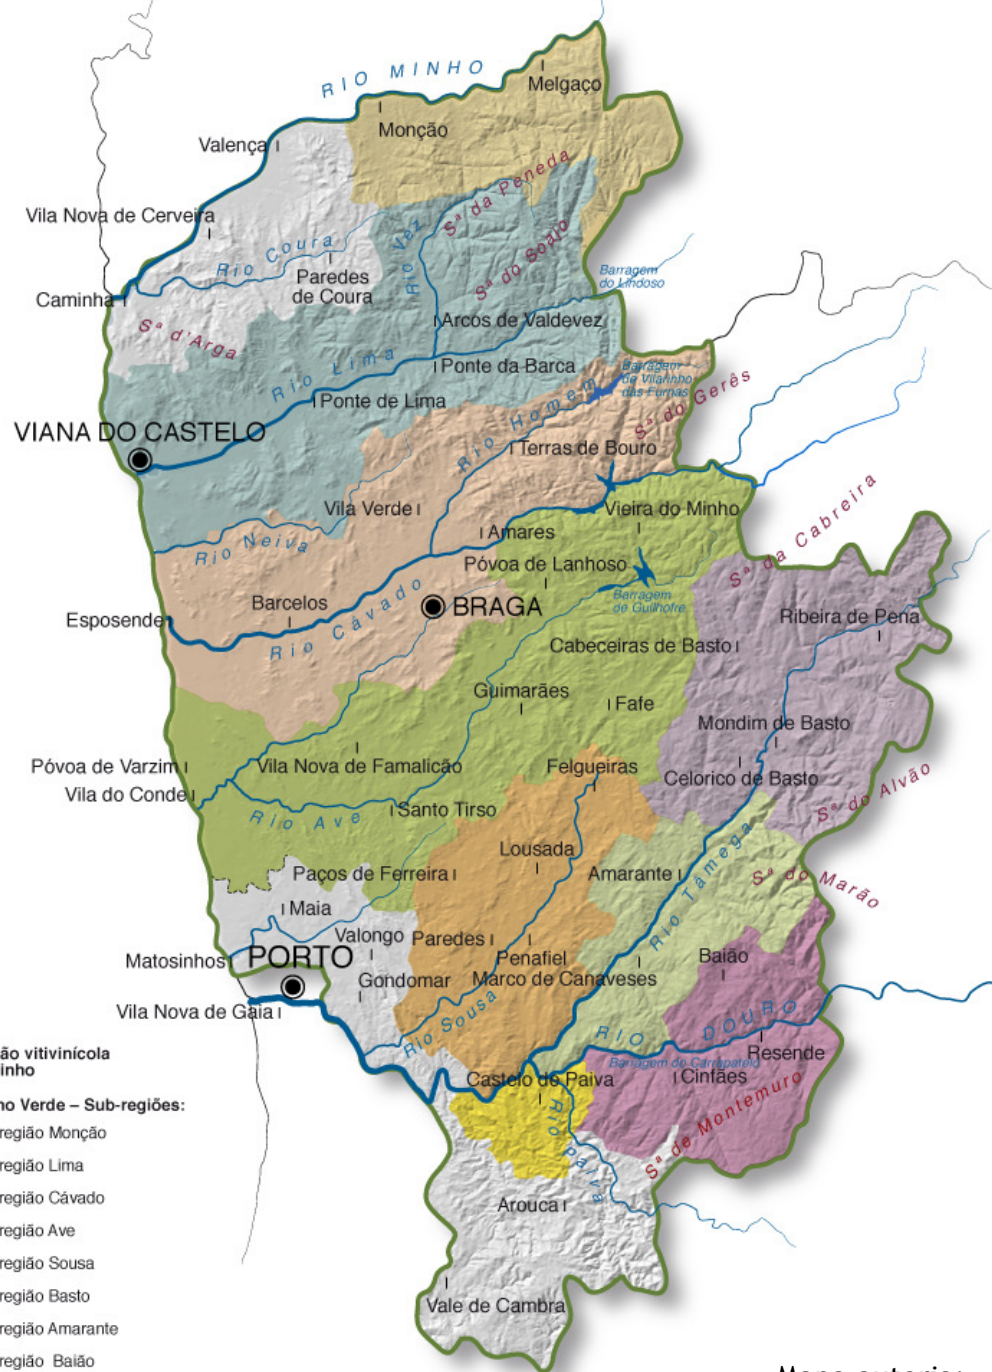 RIO MINHO
Melgaço
Monção
Valença
Sª da Peneda
Vila Nova de Cerveira
Rio Vez
Sª do Soajo
Rio Coura
Paredes
de Coura
Barragem
do Lindoso
Caminha
Sª d'Arga
Arcos de Valdevez
Rio Lima
Ponte da Barca
Barragem
de Vilarinho
das Furnas
Ponte de Lima
Rio Homem
Sª do Gerês
VIANA DO CASTELO
Terras de Bouro
Vila Verde
Vieira do Minho
Sª da Cabreira
Amares
Rio Neiva
Póvoa de Lanhoso
Barragem
de Guilhofre
Barcelos
BRAGA
Esposende
Rio Cávado
Ribeira de Pena
Cabeceiras de Basto
Guimarães
Fafe
Mondim de Basto
Póvoa de Varzim
Vila Nova de Famalicão
Felgueiras
Celorico de Basto
Sª do Alvão
Vila do Conde
Rio Ave
Santo Tirso
Lousada
Rio Tâmega
Paços de Ferreira
Amarante
Sª do Marão
Maia
Valongo
Paredes
Matosinhos
PORTO
Penafiel
Baião
Gondomar
Marco de Canaveses
Vila Nova de Gaia
Rio Sousa
RIO DOURO
Resende
Barragem do Carrapatelo
Castelo de Paiva
Cinfães
Rio Paiva
Sª de Montemuro
Arouca
Vale de Cambra
ão vitivinícola
inho
o Verde – Sub-regiões:
região Monção
região Lima
região Cávado
região Ave
região Sousa
região Basto
região Amarante
região Baião